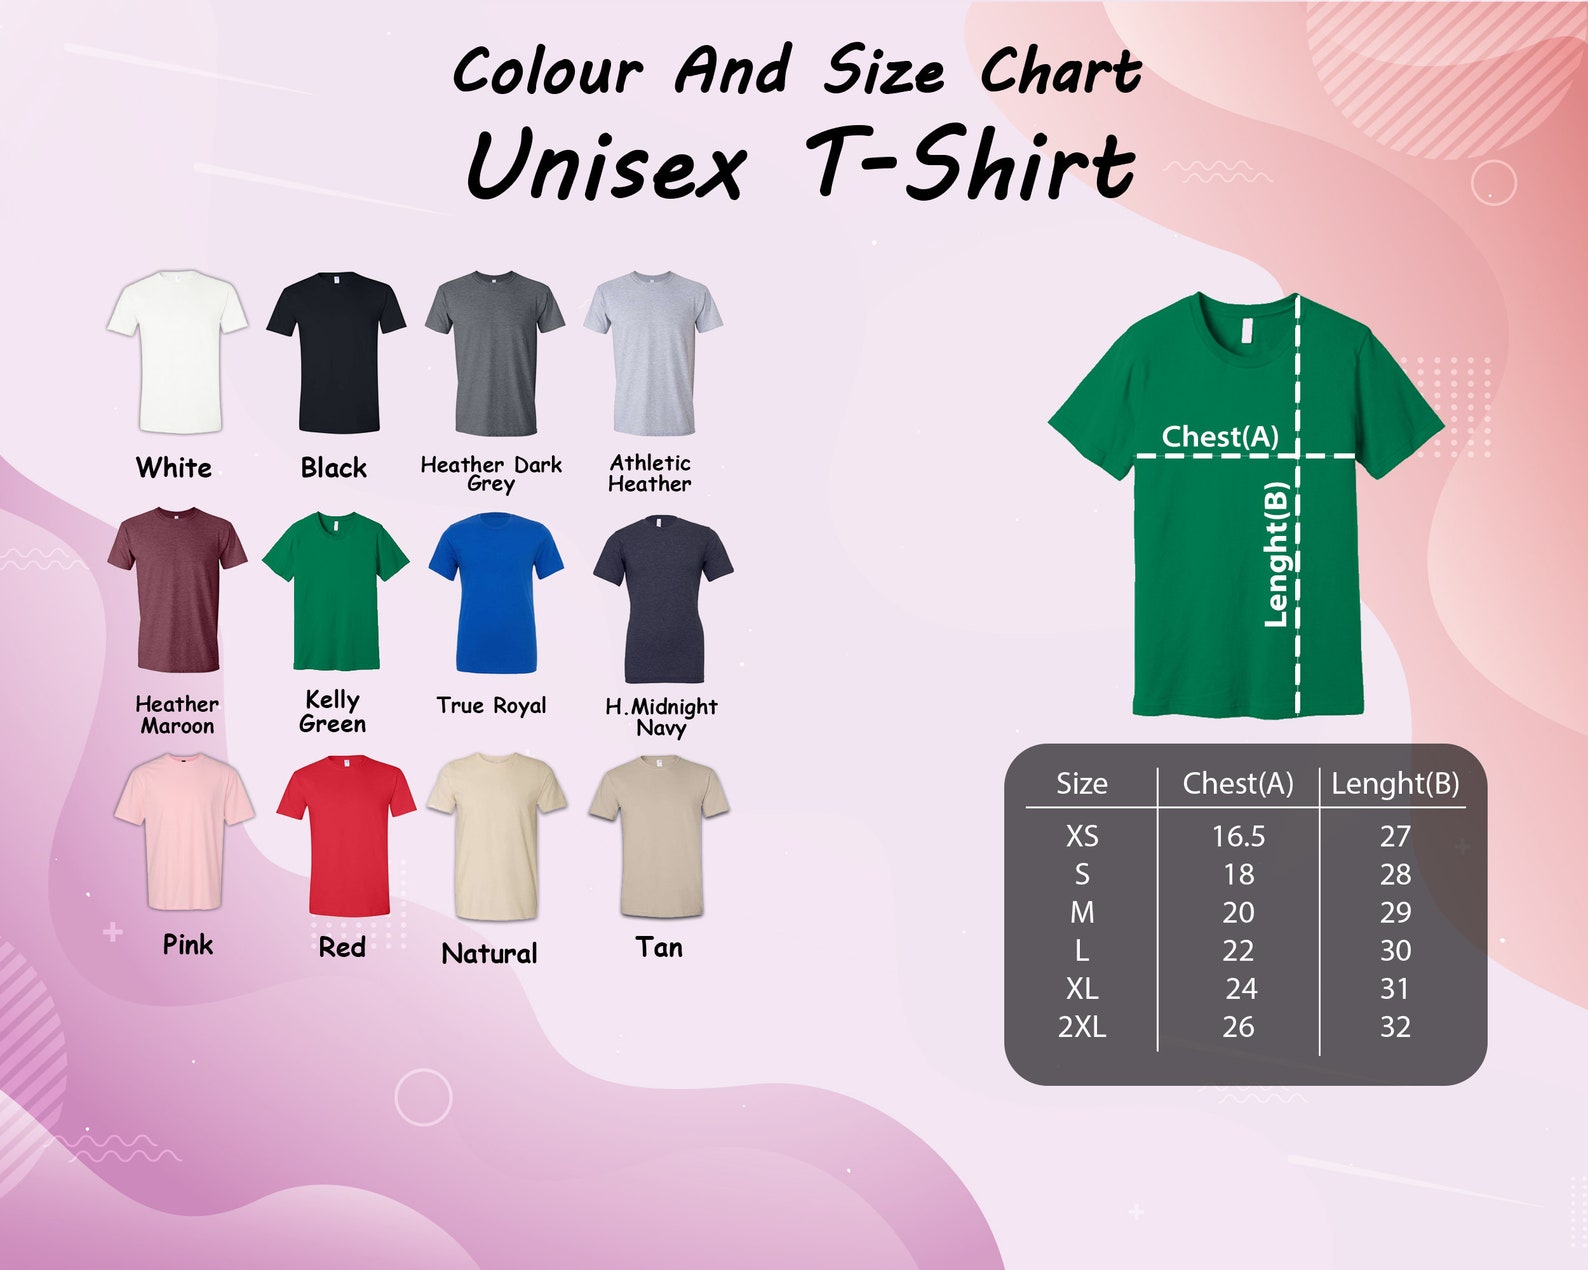 Colour And Size Chart
Unisex T-Shirt
White
Black
Heather Dark
Grey
Athletic
Heather
Heather
Maroon
Kelly
Green
True Royal
H.Midnight
Navy
Pink
Red
Natural
Tan
Chest(A)
Lenght(B)
Size Chest(A) Lenght(B)
XS 16.5 27
S 18 28
M 20 29
L 22 30
XL 24 31
2XL 26 32